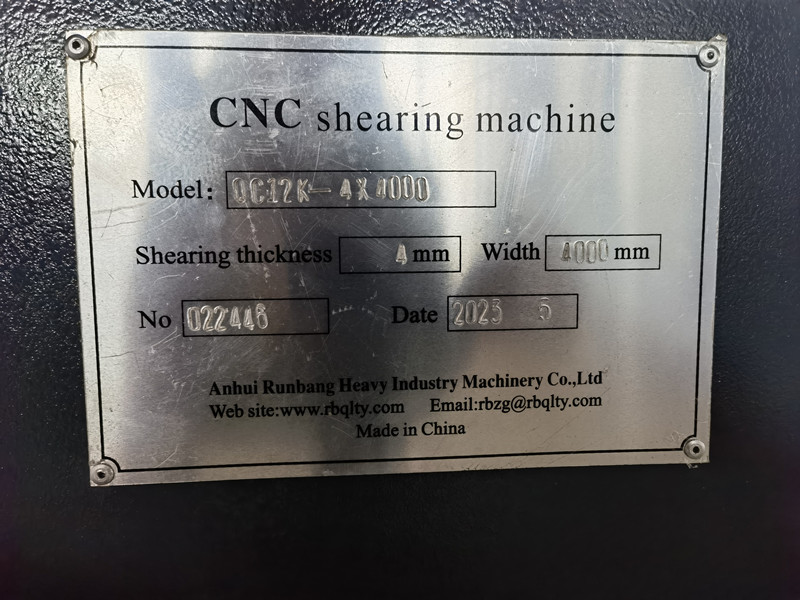 CNC shearing machine
Model: QC12K-4X4000
Shearing thickness 4 mm Width 4000 mm
No 022446 Date 2025 5
Anhui Runbang Heavy Industry Machinery Co.,Ltd
Web site:www.rbqlty.com Email:rbzg@rbqlty.com
Made in China